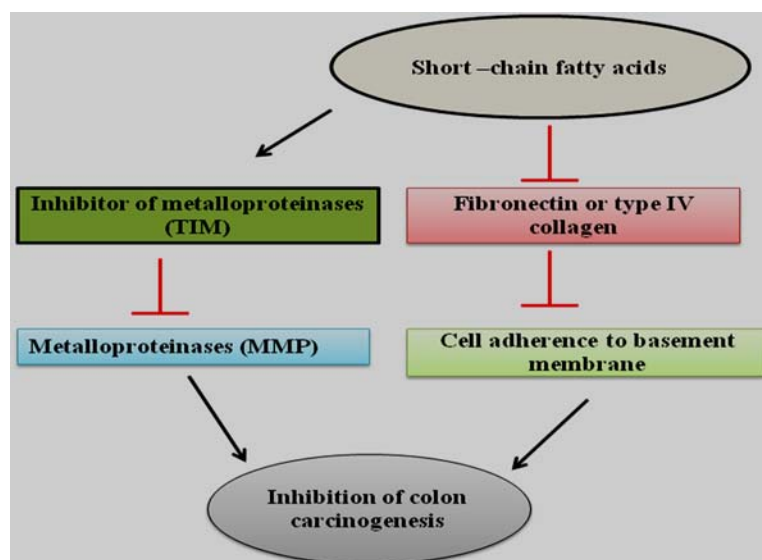 Short –chain fatty acids
Inhibitor of metalloproteinases
(TIM)
Fibronectin or type IV
collagen
Metalloproteinases (MMP)
Cell adherence to basement
membrane
Inhibition of colon
carcinogenesis